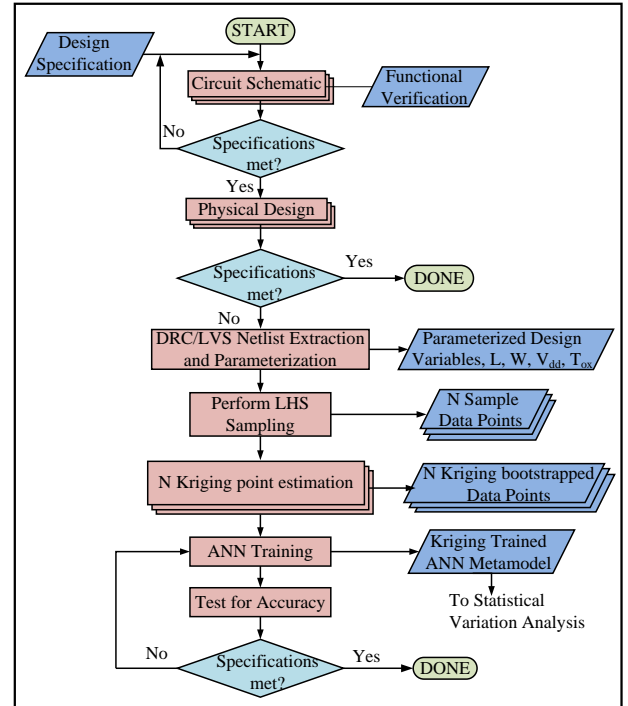 START
Design
Specification
Circuit Schematic
Functional
Verification
No
Specifications
met?
Yes
Physical Design
Specifications
met?
Yes
DONE
No
DRC/LVS Netlist Extraction
and Parameterization
Parameterized Design
Variables, L, W, Vdd, Tox
Perform LHS
Sampling
N Sample
Data Points
N Kriging point estimation
N Kriging bootstrapped
Data Points
ANN Training
Kriging Trained
ANN Metamodel
Test for Accuracy
To Statistical
Variation Analysis
No
Specifications
met?
Yes
DONE